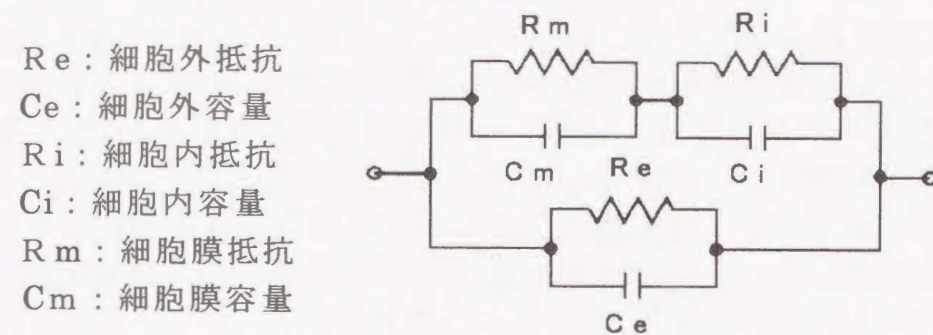 Re：細胞外抵抗
Ce：細胞外容量
Ri：細胞内抵抗
Ci：細胞内容量
Rm：細胞膜抵抗
Cm：細胞膜容量
Rm
Ri
Cm
Re
Ci
Ce